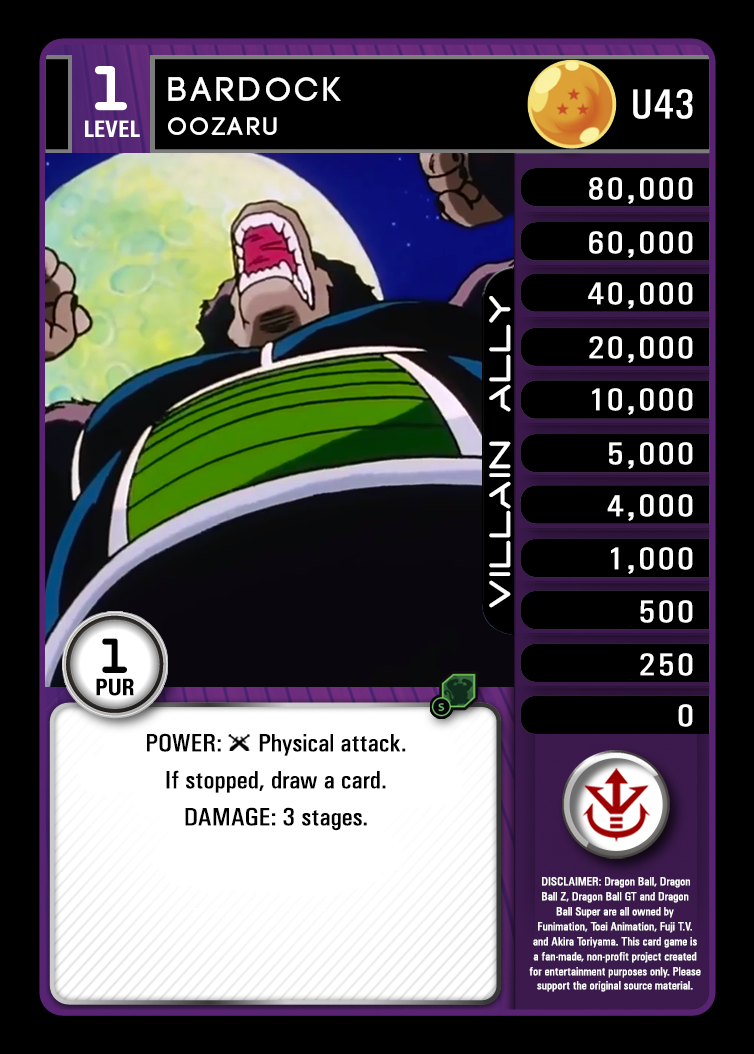 1
LEVEL
BARDOCK
OOZARU
U43
80,000
60,000
40,000
20,000
10,000
5,000
4,000
1,000
500
250
0
VILLAIN ALLY
1
PUR
S
POWER: Physical attack.
If stopped, draw a card.
DAMAGE: 3 stages.
DISCLAIMER: Dragon Ball, Dragon
Ball Z, Dragon Ball GT and Dragon
Ball Super are all owned by
Funimation, Toei Animation, Fuji T.V.
and Akira Toriyama. This card game is
a fan-made, non-profit project created
for entertainment purposes only. Please
support the original source material.